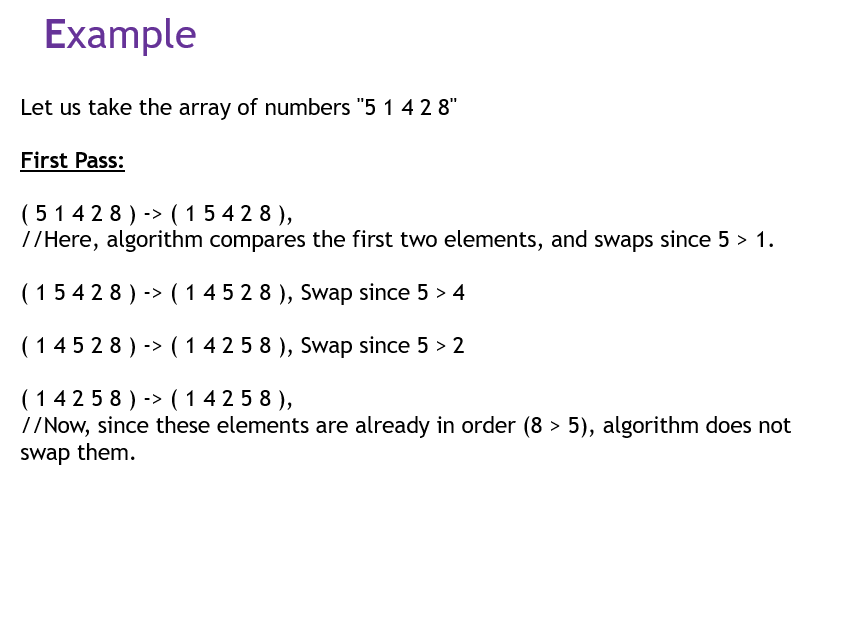 Example
Let us take the array of numbers "5 1 4 2 8"
First Pass:
( 5 1 4 2 8 ) -> ( 1 5 4 2 8 ),
//Here, algorithm compares the first two elements, and swaps since 5 > 1.
( 1 5 4 2 8 ) -> ( 1 4 5 2 8 ), Swap since 5 > 4
( 1 4 5 2 8 ) -> ( 1 4 2 5 8 ), Swap since 5 > 2
( 1 4 2 5 8 ) -> ( 1 4 2 5 8 ),
//Now, since these elements are already in order (8 > 5), algorithm does not
swap them.